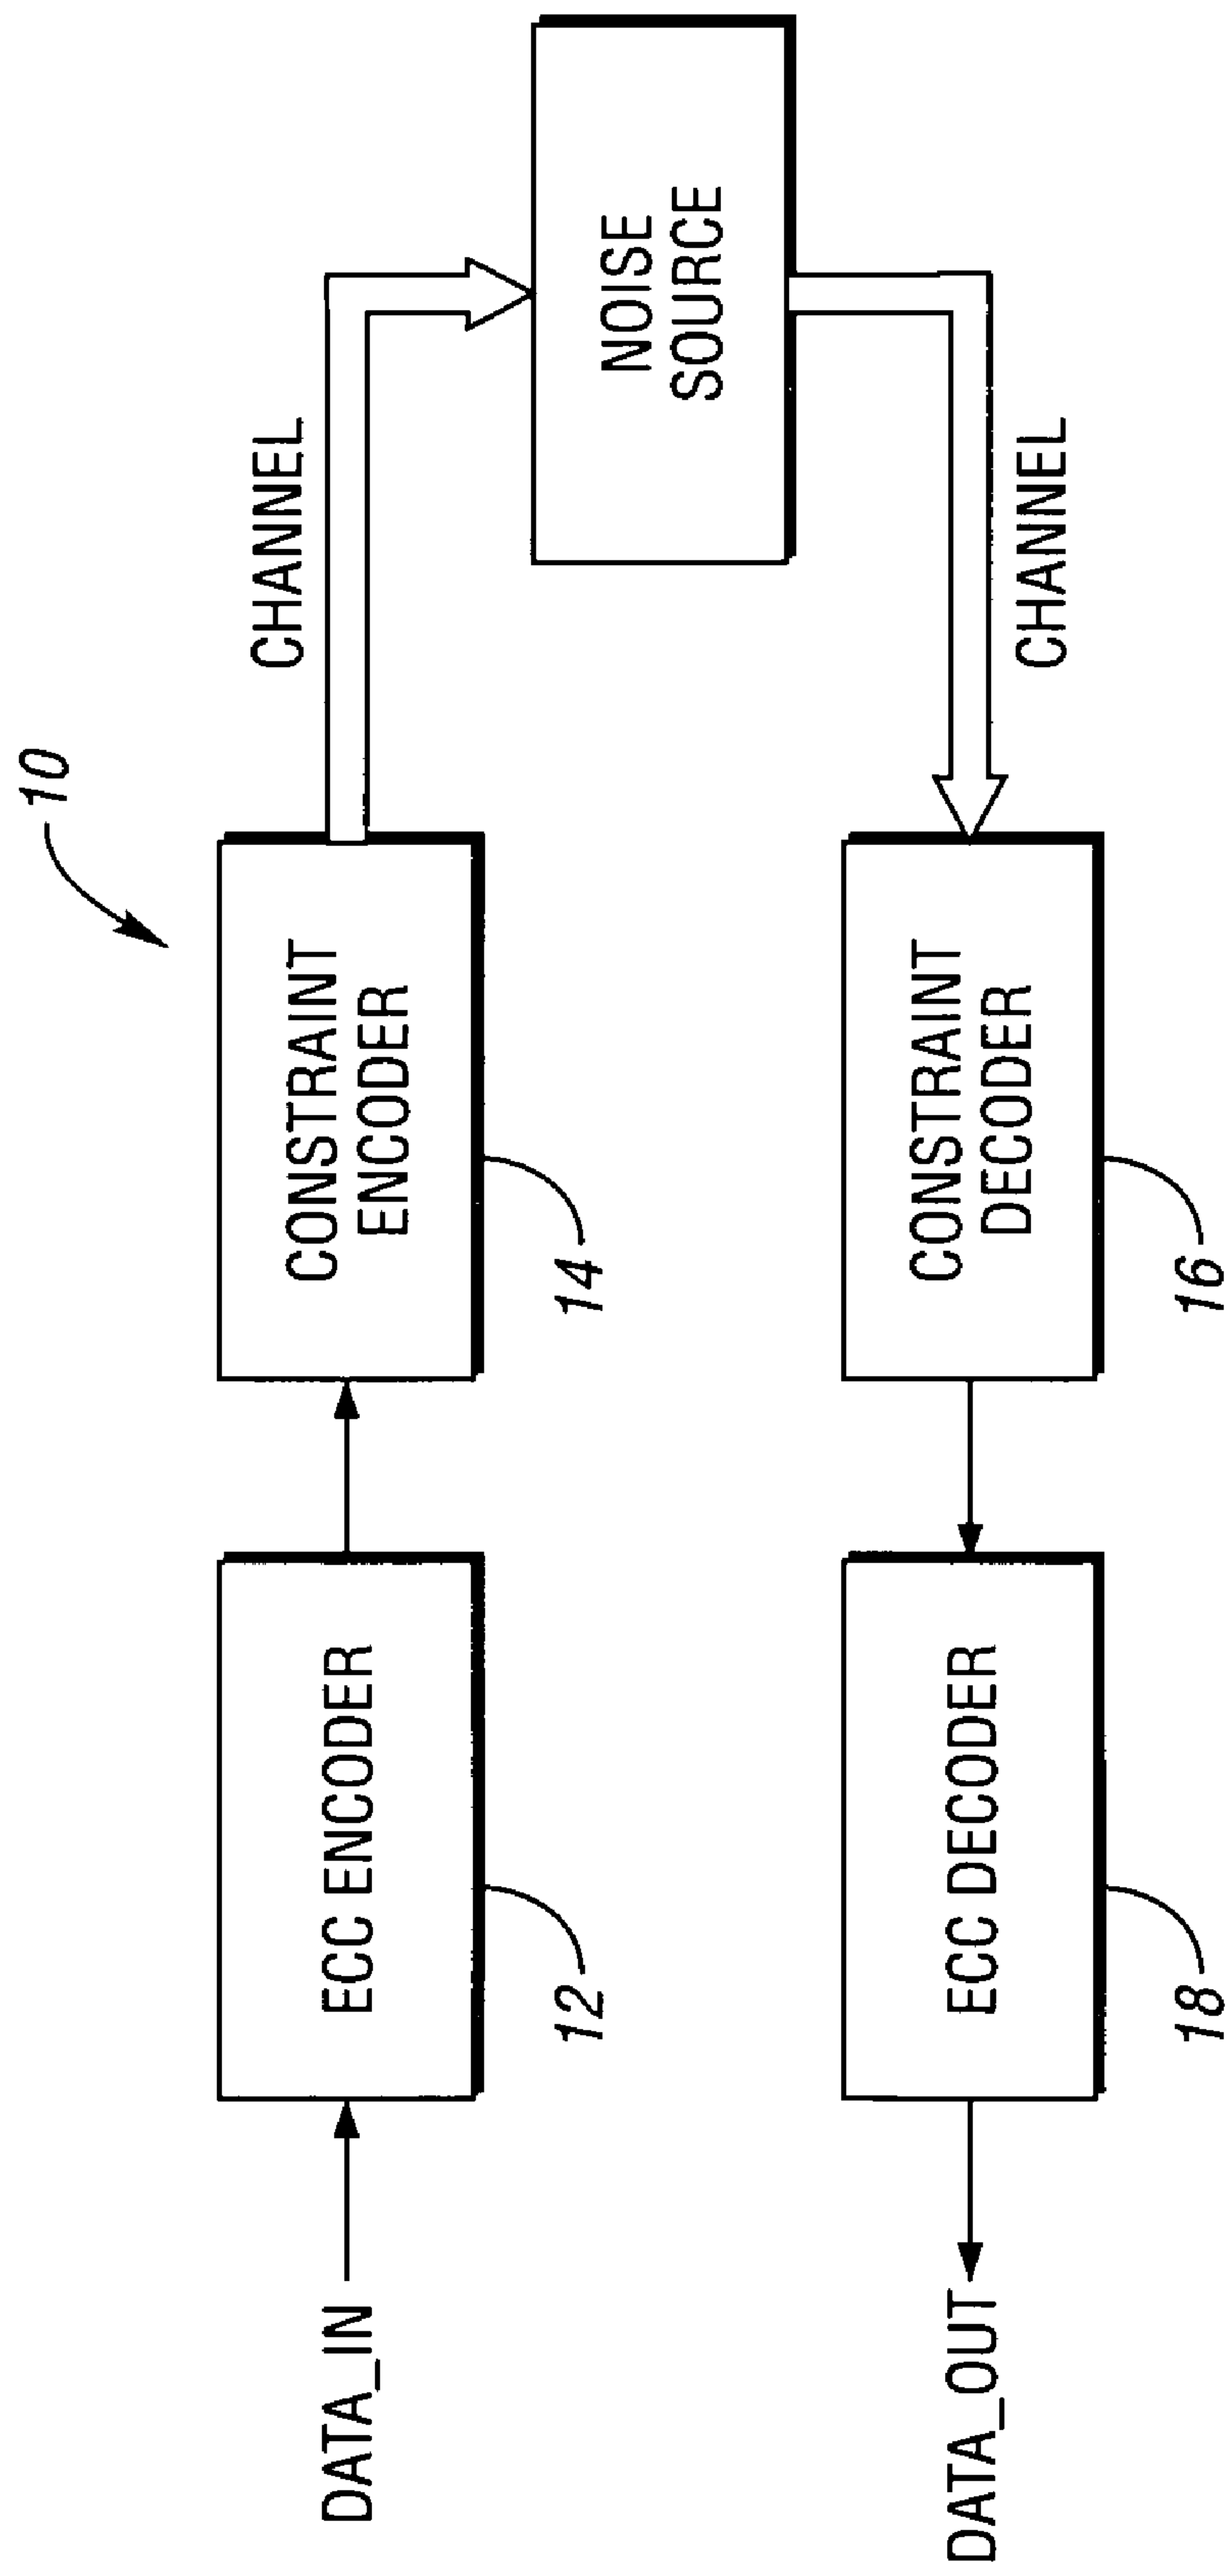 10
DATA_IN
ECC ENCODER
12
CONSTRAINT
ENCODER
14
CHANNEL
NOISE
SOURCE
CHANNEL
CONSTRAINT
DECODER
16
ECC DECODER
18
DATA_OUT